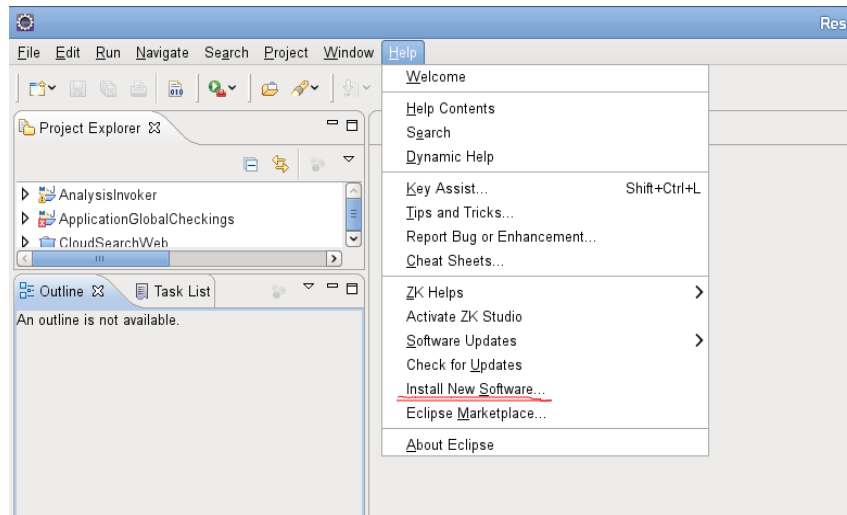 Res
File Edit Run Navigate Search Project Window Help
Welcome
Help Contents
Search
Dynamic Help
Key Assist... Shift+Ctrl+L
Tips and Tricks...
Report Bug or Enhancement...
Cheat Sheets...
ZK Helps
Activate ZK Studio
Software Updates
Check for Updates
Install New Software...
Eclipse Marketplace...
About Eclipse
010
Project Explorer
AnalysisInvoker
ApplicationGlobalCheckings
CloudSearchWeb
Outline Task List
An outline is not available.